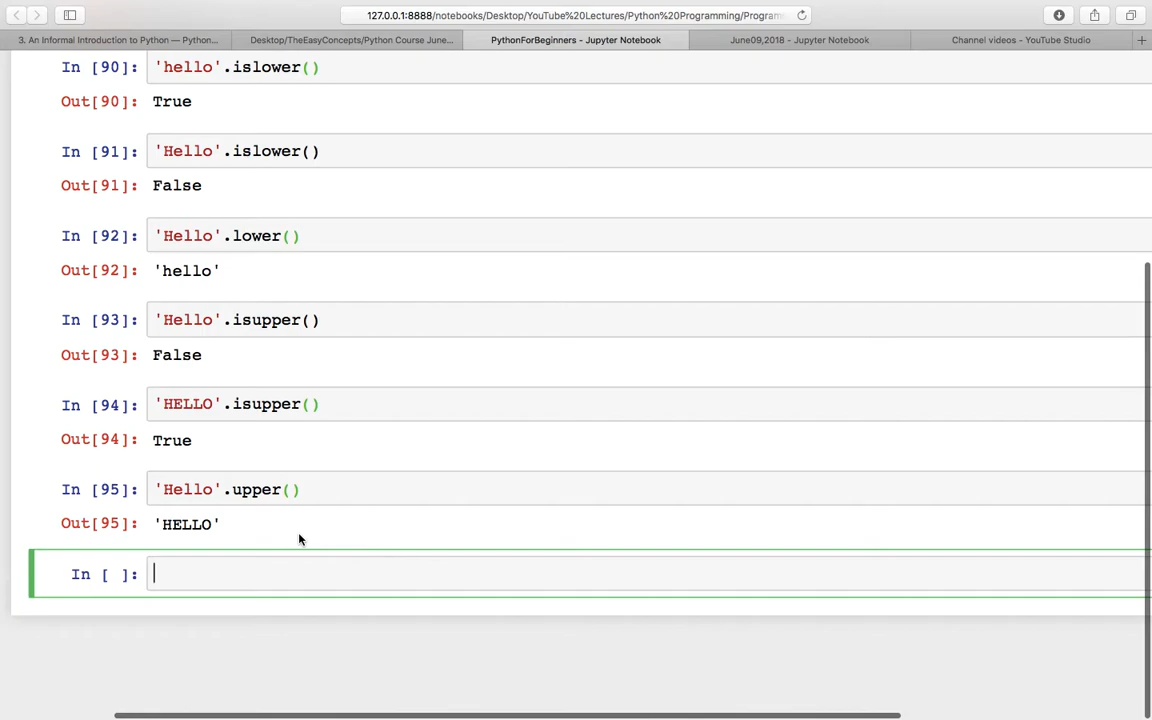 127.0.0.1:8888/notebooks/Desktop/YouTube%20Lectures/Python%20Programming/Program
3. An Informal Introduction to Python — Python...
Desktop/TheEasyConcepts/Python Course June...
PythonForBeginners - Jupyter Notebook
June09,2018 - Jupyter Notebook
Channel videos - YouTube Studio
In [90]: 'hello'.islower()
Out[90]: True
In [91]: 'Hello'.islower()
Out[91]: False
In [92]: 'Hello'.lower()
Out[92]: 'hello'
In [93]: 'Hello'.isupper()
Out[93]: False
In [94]: 'HELLO'.isupper()
Out[94]: True
In [95]: 'Hello'.upper()
Out[95]: 'HELLO'
In [ ]: